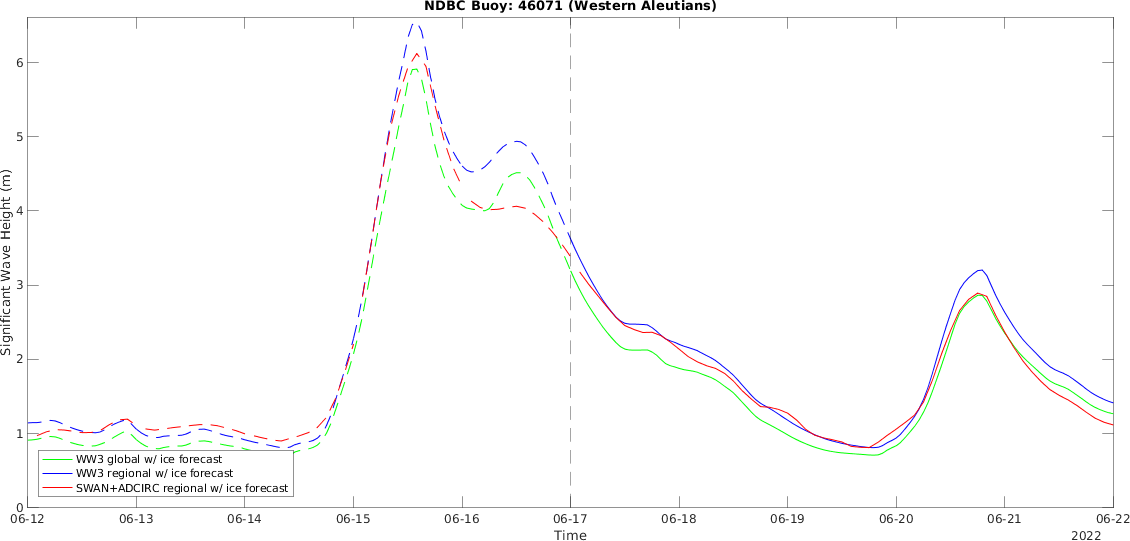 NDBC Buoy: 46071 (Western Aleutians)
Significant Wave Height (m)
6
5
4
3
2
1
0
WW3 global w/ ice forecast
WW3 regional w/ ice forecast
SWAN+ADCIRC regional w/ ice forecast
06-12 06-13 06-14 06-15 06-16 06-17 06-18 06-19 06-20 06-21 06-22
Time
2022